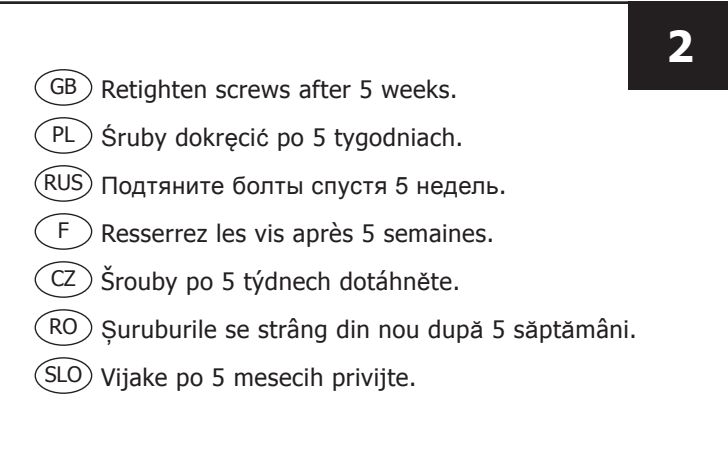 2
GB Retighten screws after 5 weeks.
PL Śruby dokręcić po 5 tygodniach.
RUS Подтяните болты спустя 5 недель.
F Resserrez les vis après 5 semaines.
CZ Šrouby po 5 týdnech dotáhněte.
RO Șuruburile se strâng din nou după 5 săptămâni.
SLO Vijake po 5 mesecih privijte.